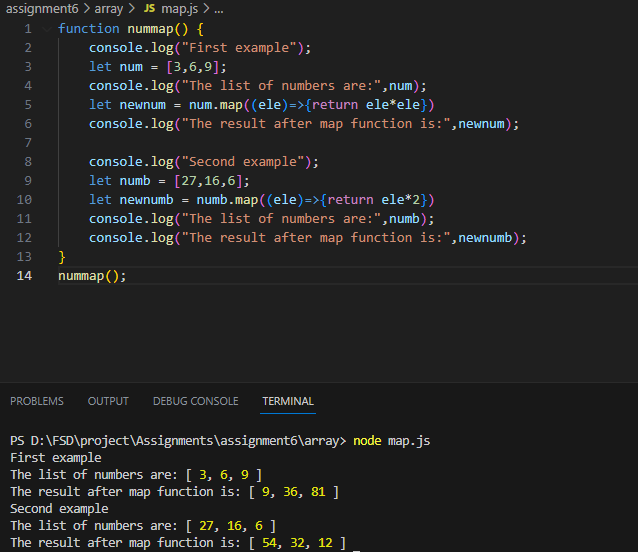 assignment6 > array > JS map.js > ...
1 function nummap() {
2     console.log("First example");
3     let num = [3,6,9];
4     console.log("The list of numbers are:",num);
5     let newnum = num.map((ele)=>{return ele*ele})
6     console.log("The result after map function is:",newnum);
7
8     console.log("Second example");
9     let numb = [27,16,6];
10     let newnumb = numb.map((ele)=>{return ele*2})
11     console.log("The list of numbers are:",numb);
12     console.log("The result after map function is:",newnumb);
13 }
14 nummap();
PROBLEMS OUTPUT DEBUG CONSOLE TERMINAL
PS D:\FSD\project\Assignments\assignment6\array> node map.js
First example
The list of numbers are: [ 3, 6, 9 ]
The result after map function is: [ 9, 36, 81 ]
Second example
The list of numbers are: [ 27, 16, 6 ]
The result after map function is: [ 54, 32, 12 ]